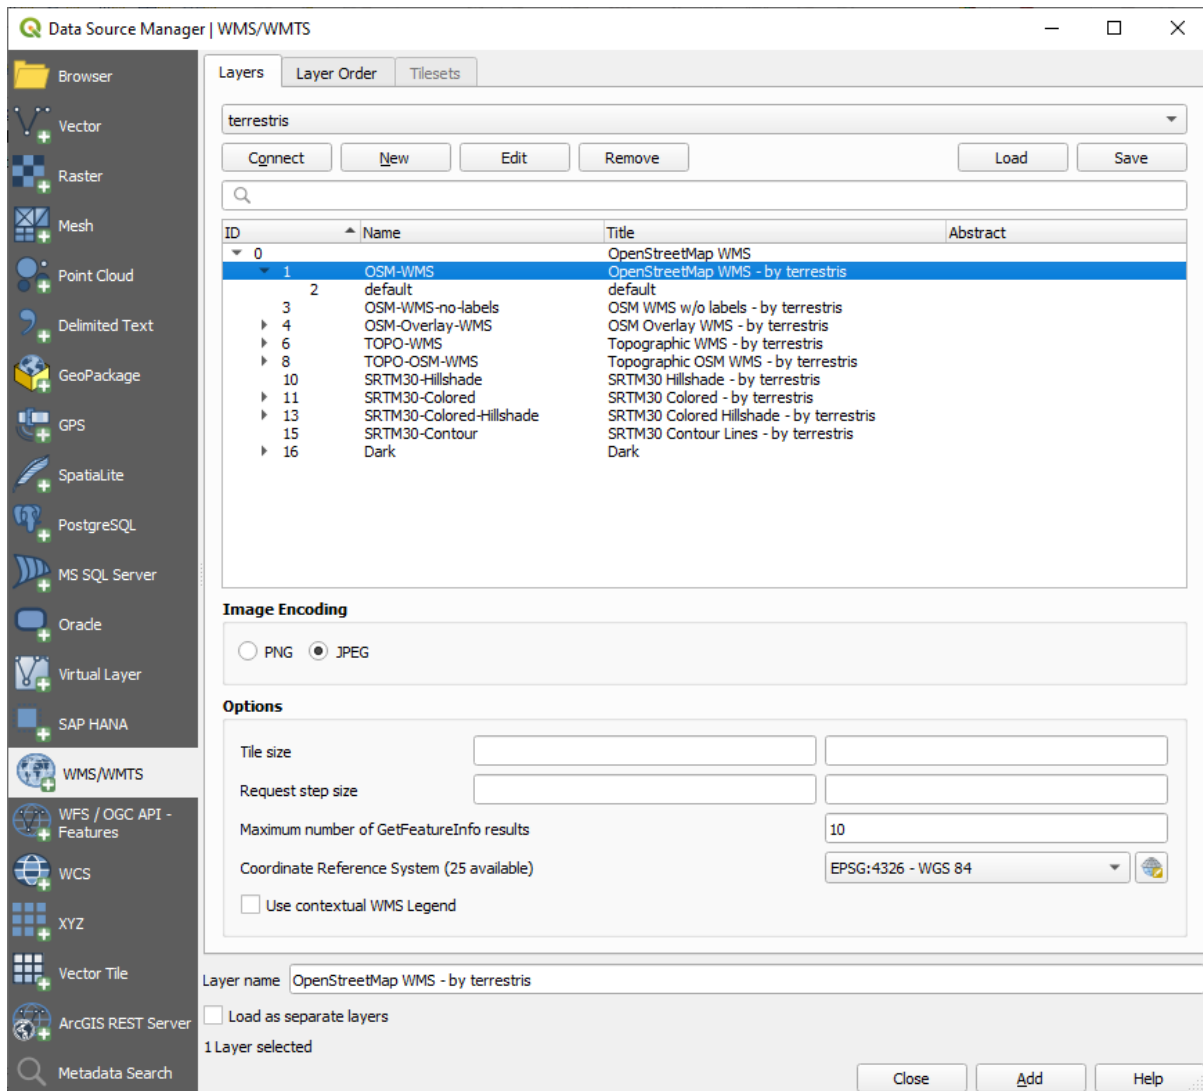 Data Source Manager | WMS/WMTS
Browser
Vector
Raster
Mesh
Point Cloud
Delimited Text
GeoPackage
GPS
SpatiaLite
PostgreSQL
MS SQL Server
Oracle
Virtual Layer
SAP HANA
WMS/WMTS
WFS / OGC API -
Features
WCS
XYZ
Vector Tile
ArcGIS REST Server
Metadata Search
Layers Layer Order Tilesets
terrestris
Connect New Edit Remove Load Save
ID Name Title Abstract
0 OpenStreetMap WMS
1 OSM-WMS OpenStreetMap WMS - by terrestris
2 default default
3 OSM-WMS-no-labels OSM WMS w/o labels - by terrestris
4 OSM-Overlay-WMS OSM Overlay WMS - by terrestris
6 TOPO-WMS Topographic WMS - by terrestris
8 TOPO-OSM-WMS Topographic OSM WMS - by terrestris
10 SRTM30-Hillshade SRTM30 Hillshade - by terrestris
11 SRTM30-Colored SRTM30 Colored - by terrestris
13 SRTM30-Colored-Hillshade SRTM30 Colored Hillshade - by terrestris
15 SRTM30-Contour SRTM30 Contour Lines - by terrestris
16 Dark Dark
Image Encoding
PNG JPEG
Options
Tile size
Request step size
Maximum number of GetFeatureInfo results 10
Coordinate Reference System (25 available) EPSG:4326 - WGS 84
Use contextual WMS Legend
Layer name OpenStreetMap WMS - by terrestris
Load as separate layers
1 Layer selected
Close Add Help